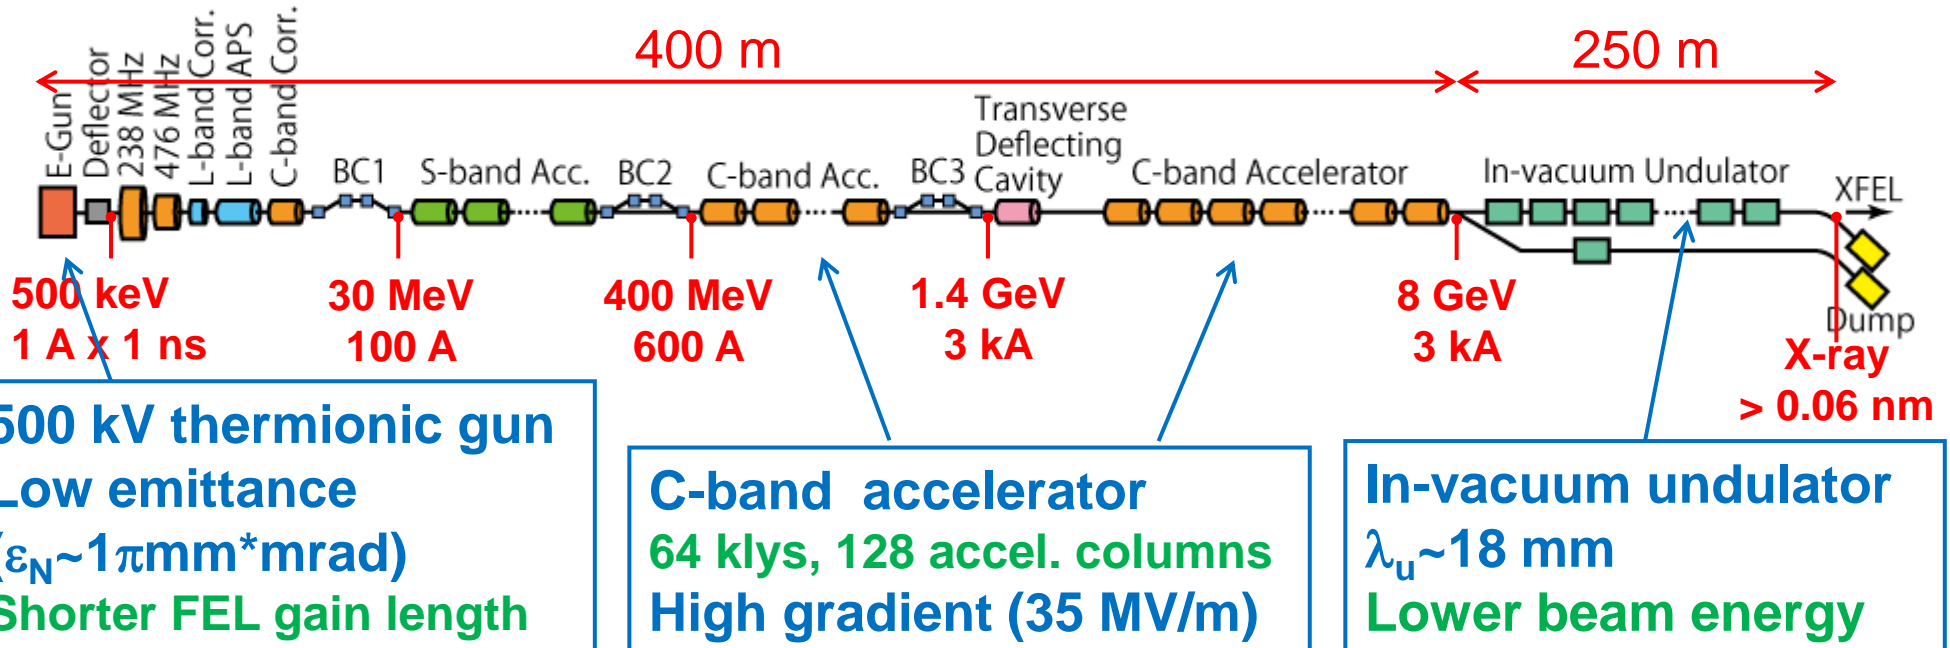 400 m
250 m
E-Gun
Deflector
238 MHz
476 MHz
L-band Corr.
L-band APS
C-band Corr.
BC1
S-band Acc.
BC2
C-band Acc.
BC3
Transverse
Deflecting
Cavity
C-band Accelerator
In-vacuum Undulator
XFEL
Dump
500 keV
1 A x 1 ns
30 MeV
100 A
400 MeV
600 A
1.4 GeV
3 kA
8 GeV
3 kA
X-ray
> 0.06 nm
500 kV thermionic gun
Low emittance
(εN~1πmm*mrad)
Shorter FEL gain length
C-band accelerator
64 klys, 128 accel. columns
High gradient (35 MV/m)
In-vacuum undulator
λu~18 mm
Lower beam energy